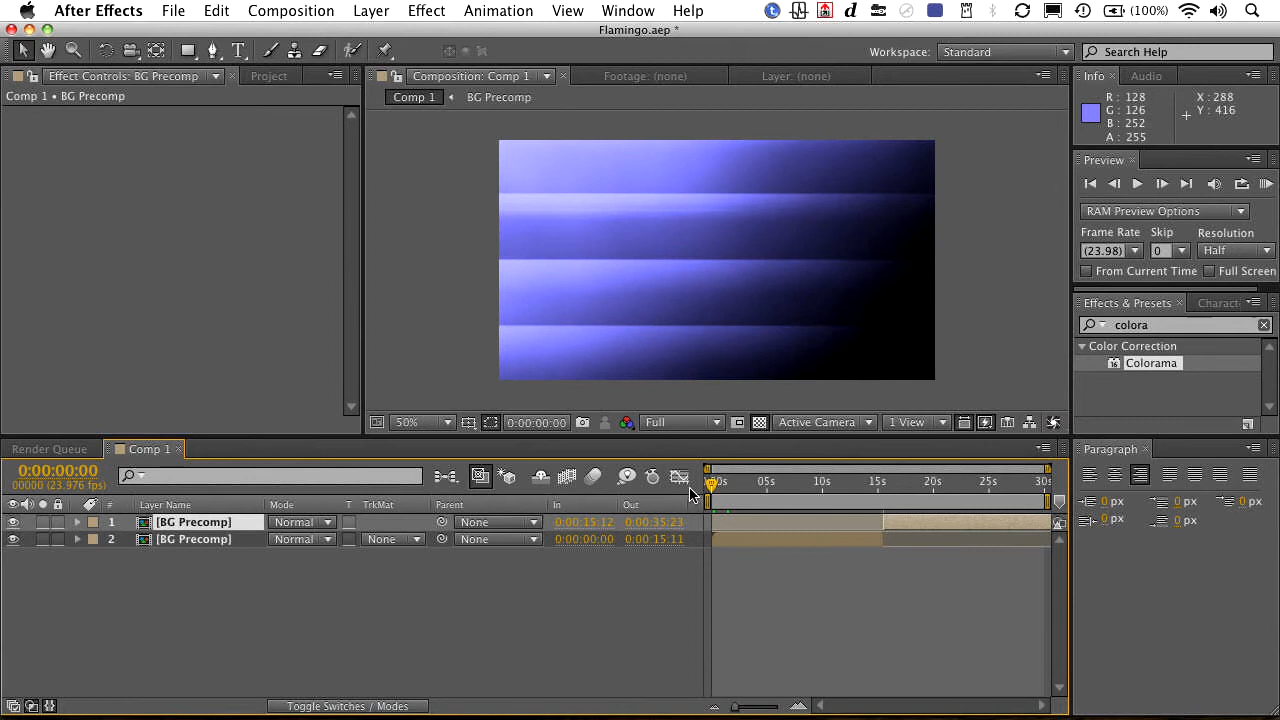 After Effects File Edit Composition Layer Effect Animation View Window Help (100%)
Flamingo.aep *
Workspace: Standard Search Help
Effect Controls: BG Precomp Project Composition: Comp 1 Footage: (none) Layer: (none) Info Audio
Comp 1 • BG Precomp Comp 1 BG Precomp
R : 128 X : 288
G : 126 Y : 416
B : 252
A : 255
Preview
RAM Preview Options
Frame Rate Skip Resolution
(23.98) 0 Half
From Current Time Full Screen
Effects & Presets Charact
colora
Color Correction
16 Colorama
50% 0:00:00:00 Full Active Camera 1 View
Render Queue Comp 1 Paragraph
0:00:00:00
00000 (23.976 fps)
00s 05s 10s 15s 20s 25s 30s
0 px 0 px 0 px
0 px 0 px
# Layer Name Mode T TrkMat Parent In Out
1 [BG Precomp] Normal None 0:00:15:12 0:00:35:23
2 [BG Precomp] Normal None None 0:00:00:00 0:00:15:11
Toggle Switches / Modes